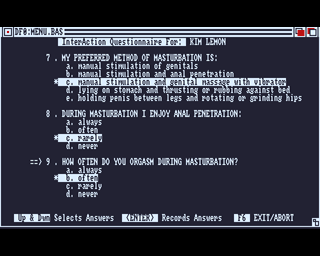 DF0:MENU.BAS
InterAction Questionnaire For: KIM LEMON
7 . MY PREFERRED METHOD OF MASTURBATION IS:
a. manual stimulation of genitals
b. manual stimulation and anal penetration
* c. manual stimulation and genital massage with vibrator
d. lying on stomach and thrusting or rubbing against bed
e. holding penis between legs and rotating or grinding hips
8 . DURING MASTURBATION I ENJOY ANAL PENETRATION:
a. always
b. often
* c. rarely
d. never
==) 9 . HOW OFTEN DO YOU ORGASM DURING MASTURBATION?
a. always
* b. often
c. rarely
d. never
Up & Dwn Selects Answers (ENTER) Records Answers F6 EXIT/ABORT